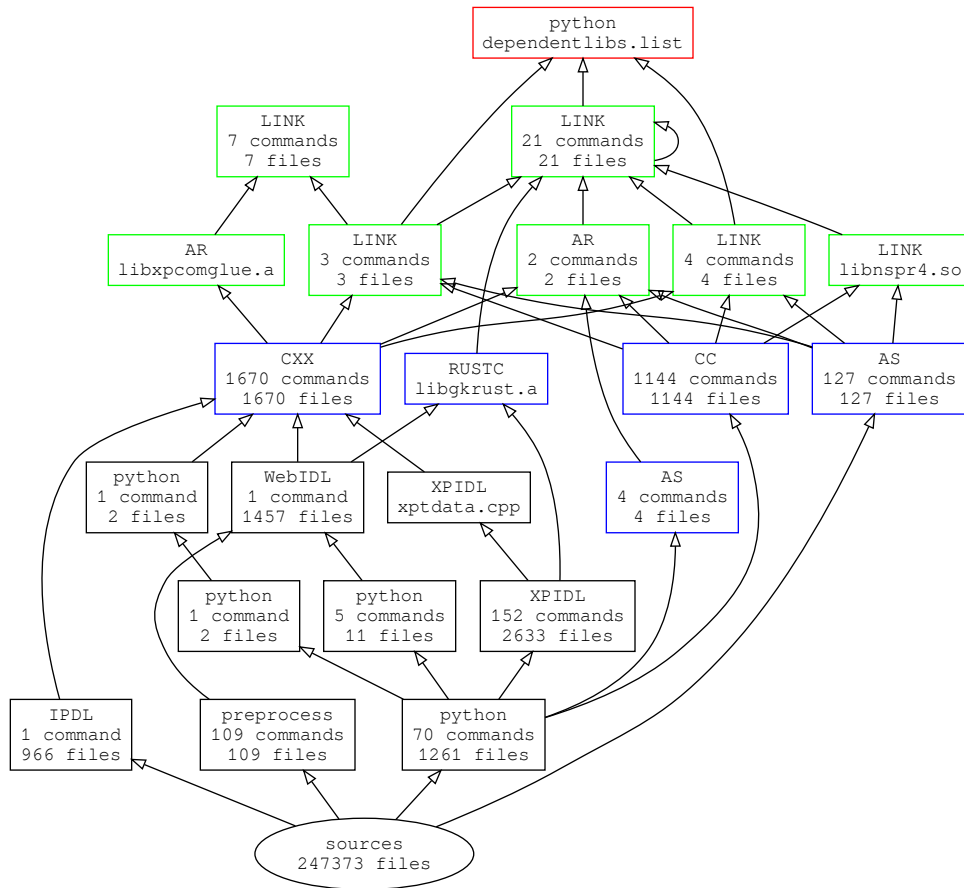 python
dependentlibs.list
LINK
7 commands
7 files
LINK
21 commands
21 files
AR
libxpcomglue.a
LINK
3 commands
3 files
AR
2 commands
2 files
LINK
4 commands
4 files
LINK
libnspr4.so
CXX
1670 commands
1670 files
RUSTC
libgkrust.a
CC
1144 commands
1144 files
AS
127 commands
127 files
python
1 command
2 files
WebIDL
1 command
1457 files
XPIDL
xptdata.cpp
AS
4 commands
4 files
python
1 command
2 files
python
5 commands
11 files
XPIDL
152 commands
2633 files
IPDL
1 command
966 files
preprocess
109 commands
109 files
python
70 commands
1261 files
sources
247373 files